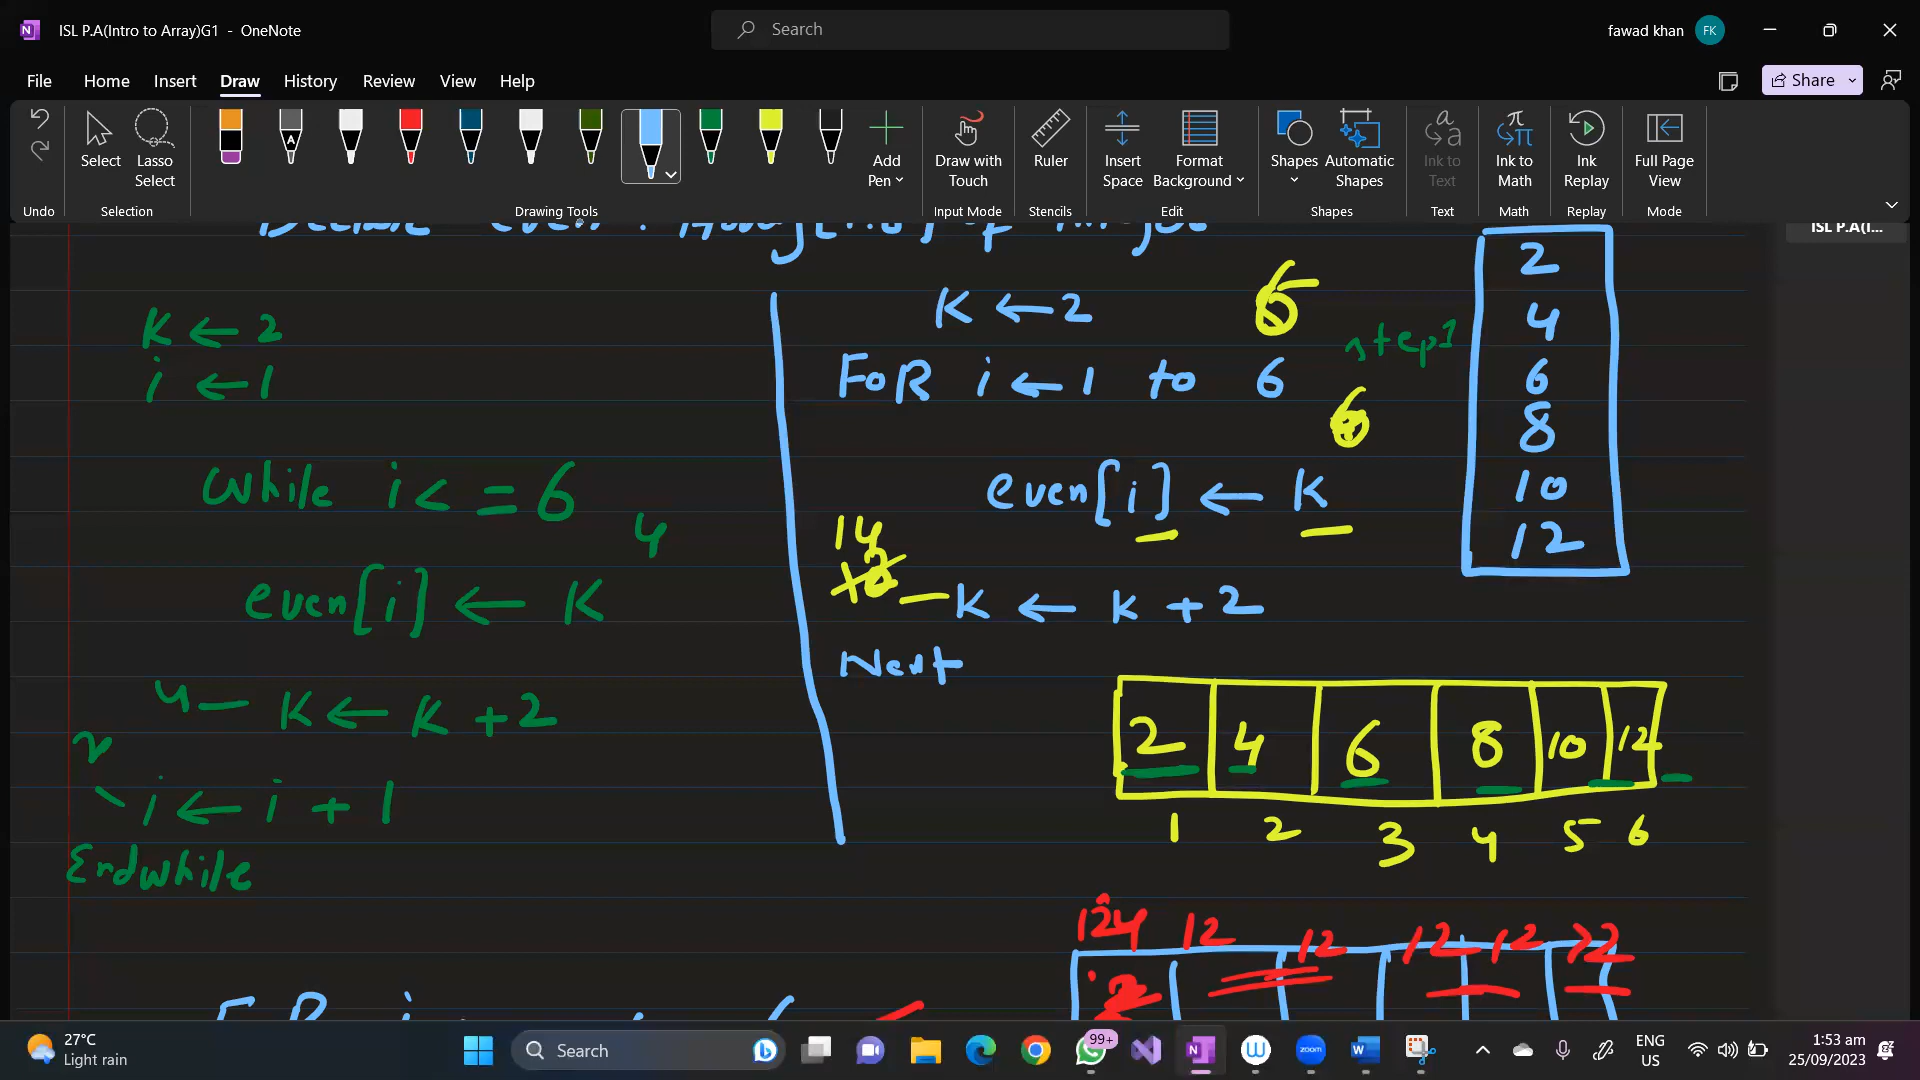 ISL P.A(Intro to Array)G1 - OneNote
Search
fawad khan FK
File Home Insert Draw History Review View Help
Share
Select
Lasso Select
Add Pen
Draw with Touch
Ruler
Insert Space
Format Background
Shapes
Automatic Shapes
Ink to Text
Ink to Math
Ink Replay
Full Page View
Undo Selection Drawing Tools Input Mode Stencils Edit Shapes Text Math Replay Mode
ISL P.A(I...
K ← 2
i ← 1
While i < = 6
4
even[i] ← K
4 — K ← K + 2
i ← i + 1
Endwhile
K ← 2
6
FoR i ← 1 to 6
step1
6
even[i] ← K
14
K ← K + 2
Next
2
4
6
8
10
12
2 4 6 8 10 12
1 2 3 4 5 6
12 12 12 12
27°C
Light rain
Search
99+
zoom
ENG
US
1:53 am
25/09/2023